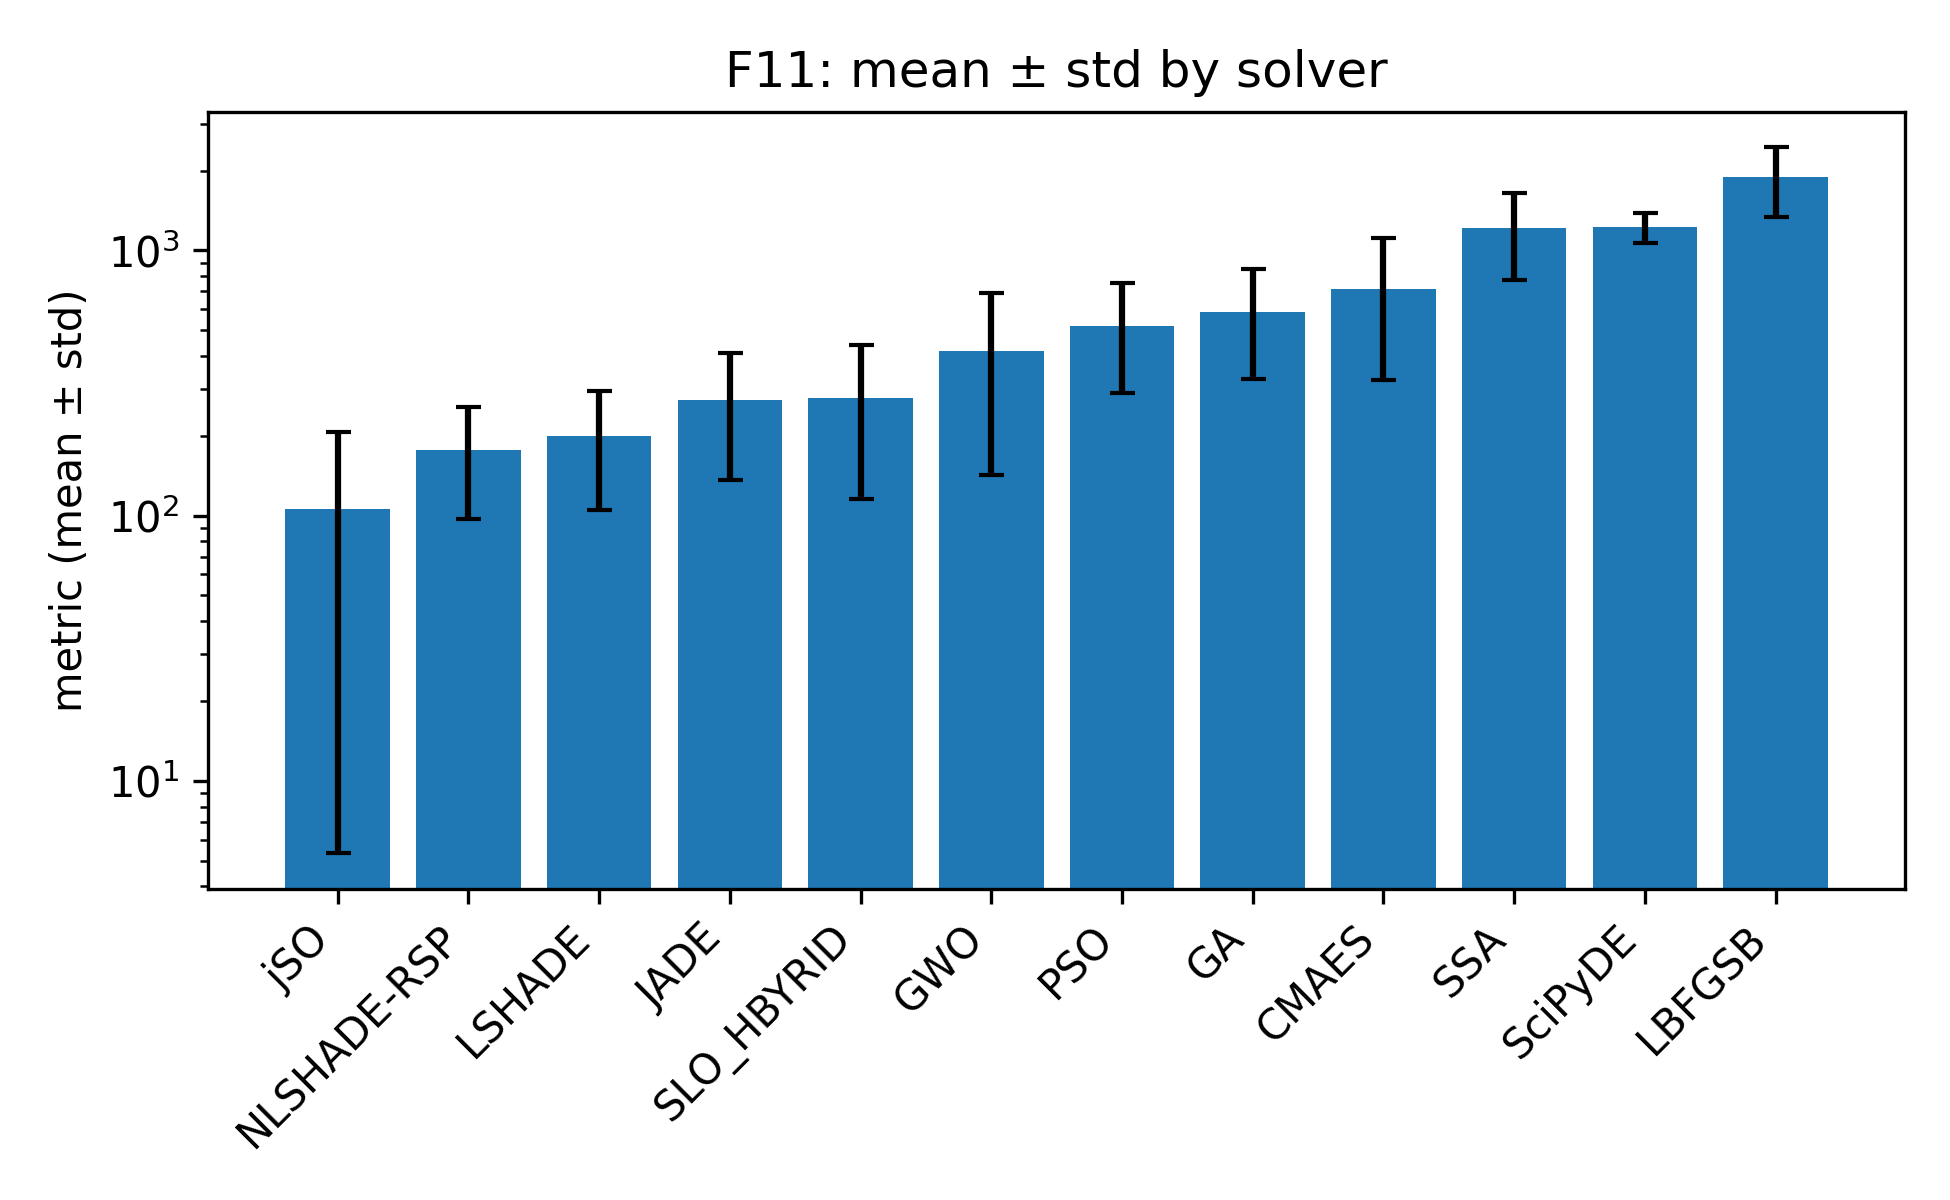 F11: mean ± std by solver
metric (mean ± std)
10³
10²
10¹
jSO
NLSHADE-RSP
LSHADE
JADE
SLO_HBYRID
GWO
PSO
GA
CMAES
SSA
SciPyDE
LBFGSB